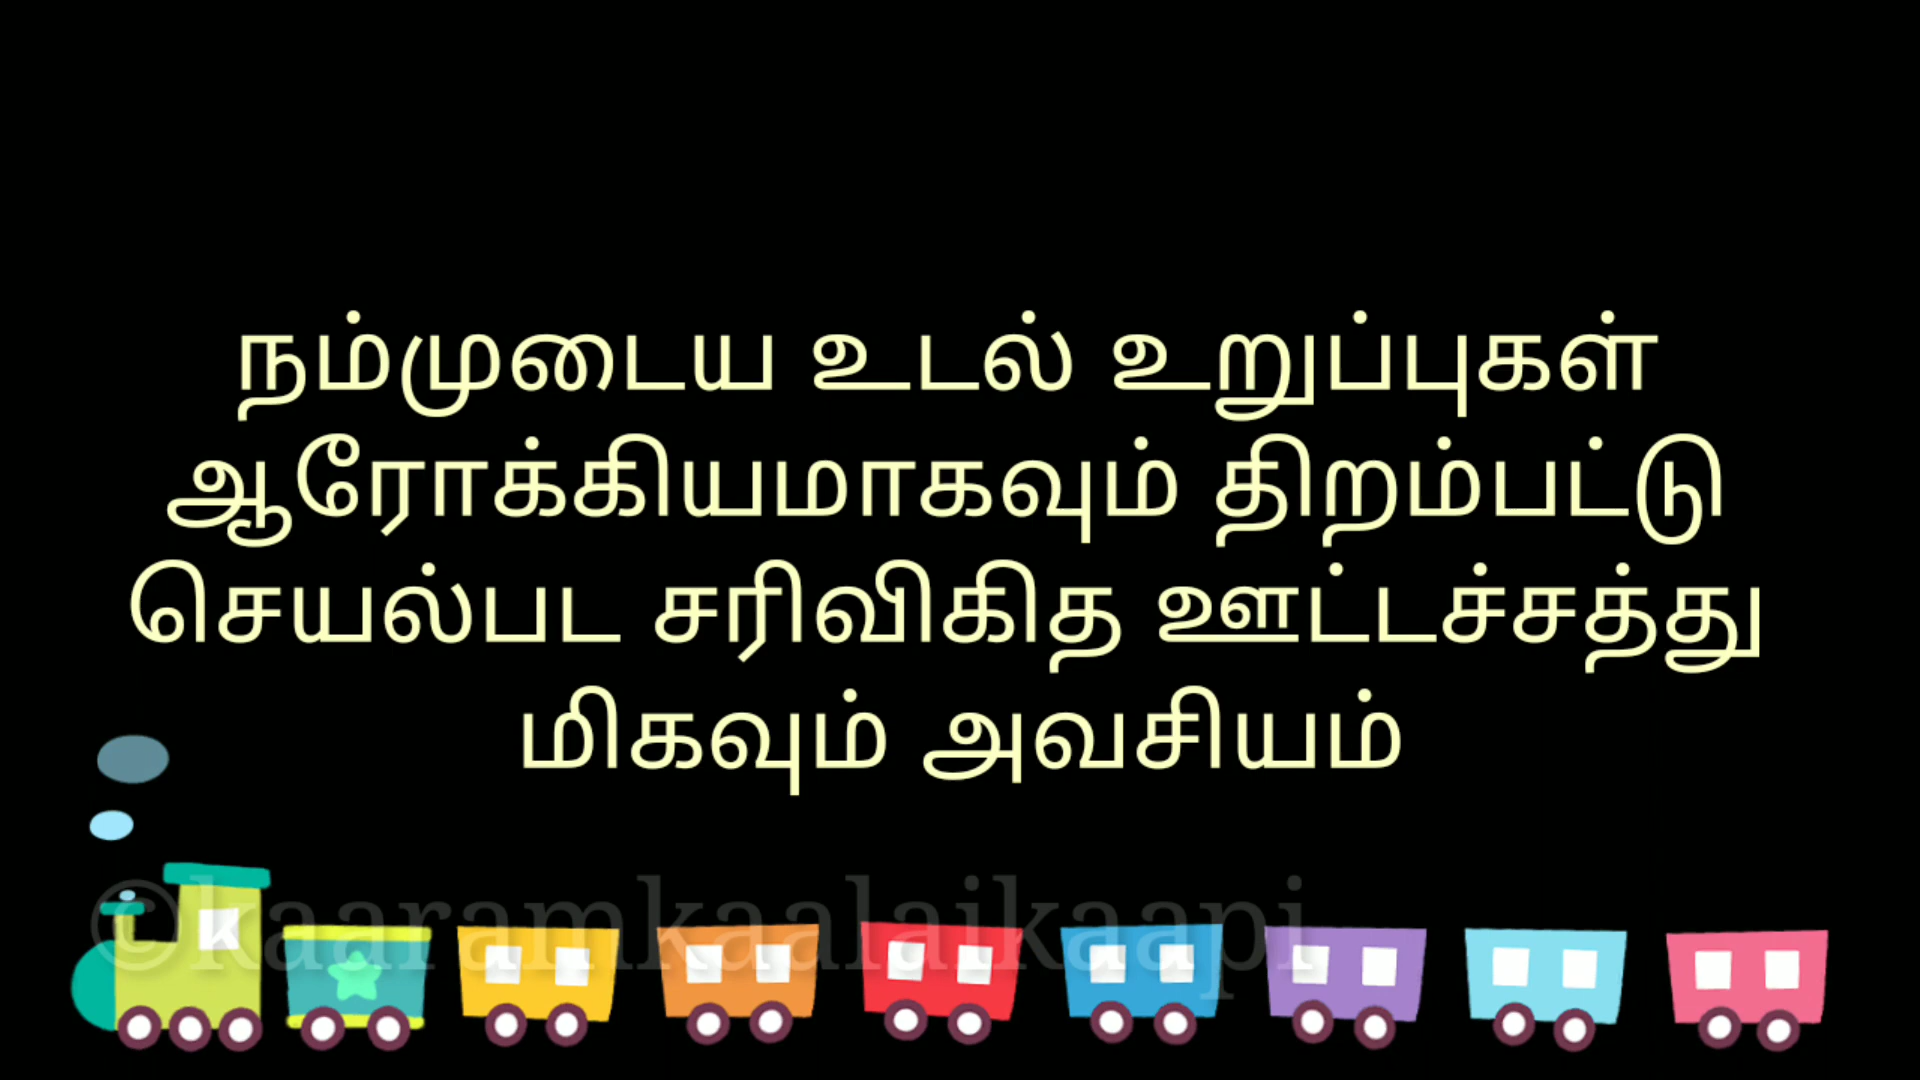 நம்முடைய உடல் உறுப்புகள்
ஆரோக்கியமாகவும் திறம்பட்டு
செயல்பட சரிவிகித ஊட்டச்சத்து
மிகவும் அவசியம்
©kaaramkaalaikaapi